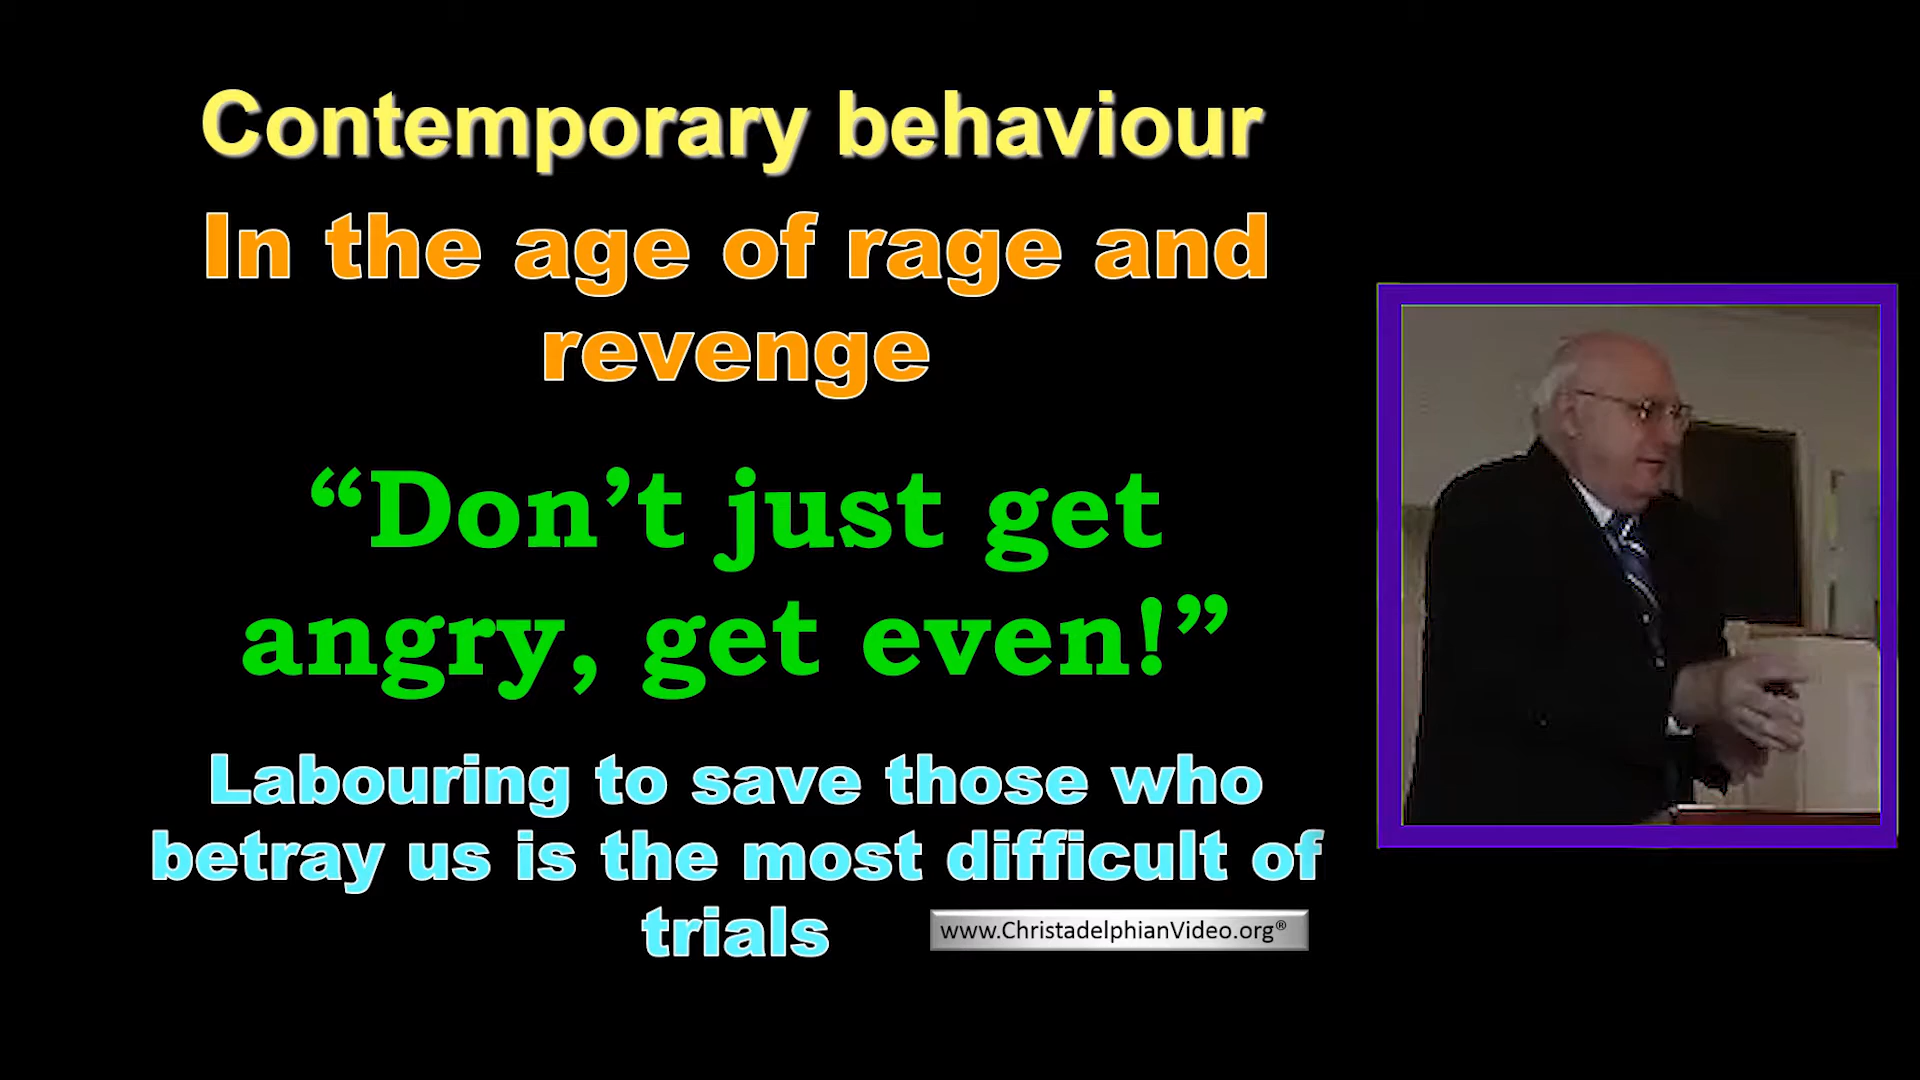 Contemporary behaviour
In the age of rage and
revenge
“Don’t just get
angry, get even!”
Labouring to save those who
betray us is the most difficult of
trials
www.ChristadelphianVideo.org®